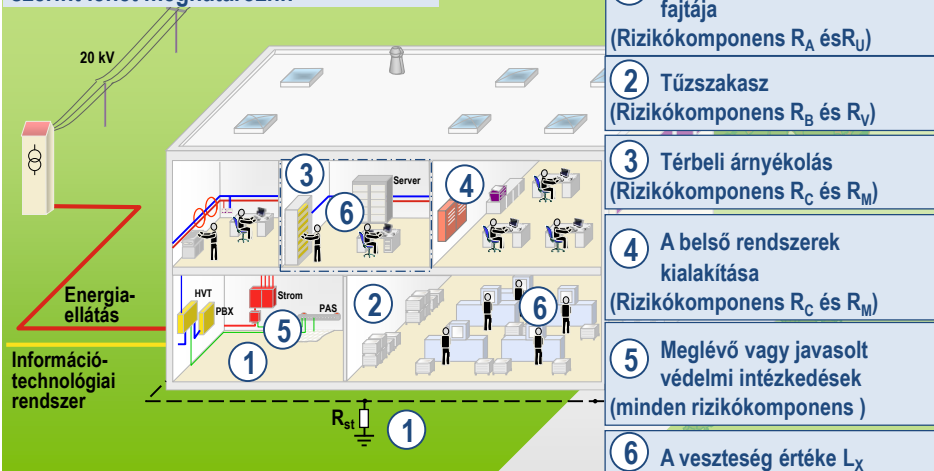 20 kV
Energia-
ellátás
Információ-
technológiai
rendszer
3
6
Server
4
HVT
PBX
Strom
PAS
5
1
2
6
Rst
1
fajtája
(Rizikókomponens RA ésRU)
2 Tűzszakasz
(Rizikókomponens RB és RV)
3 Térbeli árnyékolás
(Rizikókomponens RC és RM)
4 A belső rendszerek
kialakítása
(Rizikókomponens RC és RM)
5 Meglévő vagy javasolt
védelmi intézkedések
(minden rizikókomponens )
6 A veszteség értéke LX